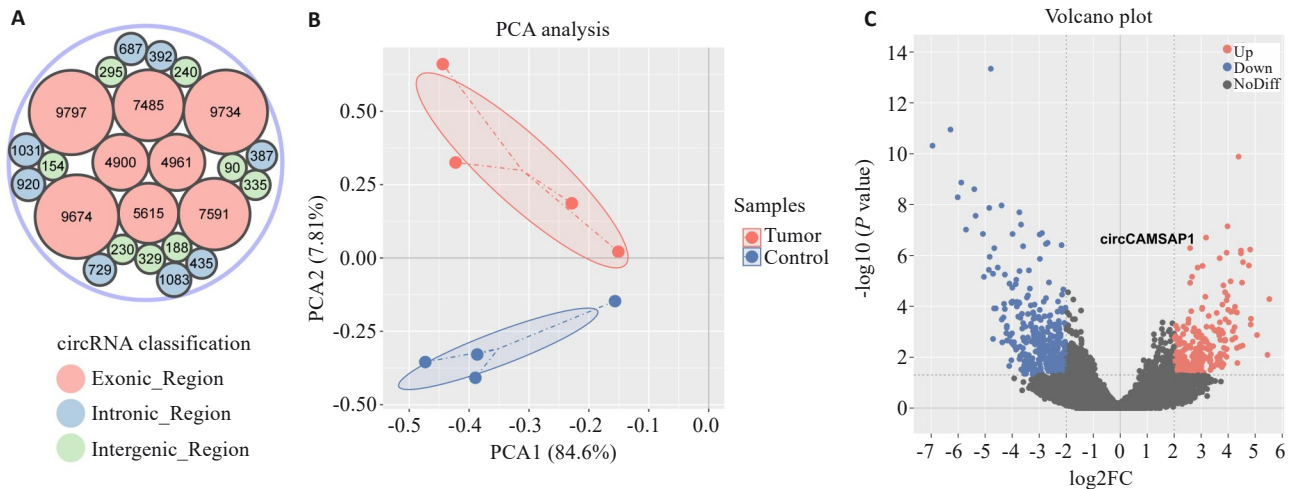 A
687
392
295
240
9797
7485
9734
1031
154
4900
4961
90
387
920
335
9674
5615
7591
230
329
188
729
1083
435
circRNA classification
Exonic_Region
Intronic_Region
Intergenic_Region
B
PCA analysis
PCA2 (7.81%)
0.50
0.25
0.00
-0.25
-0.50
-0.5 -0.4 -0.3 -0.2 -0.1 0.0
PCA1 (84.6%)
Samples
Tumor
Control
C
Volcano plot
-log10 (P value)
14
12
10
8
6
4
2
0
Up
Down
NoDiff
circCAMSAP1
-7 -6 -5 -4 -3 -2 -1 0 1 2 3 4 5 6
log2FC